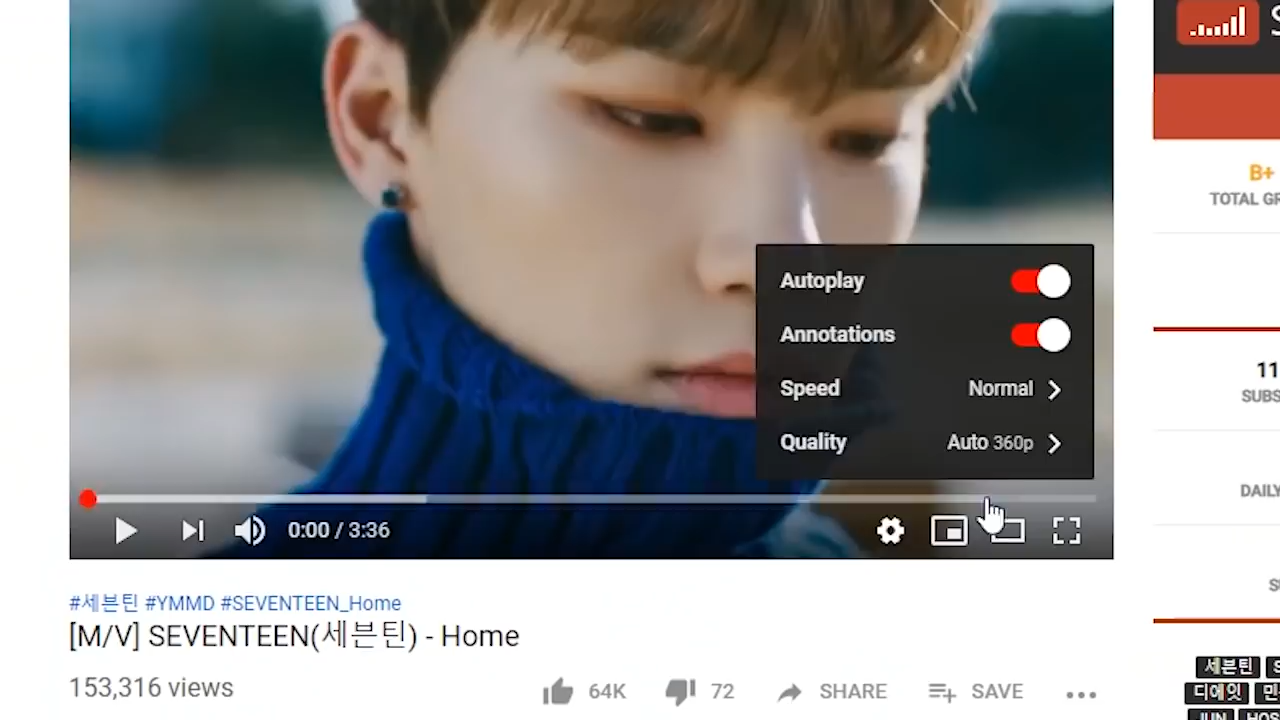 Autoplay
Annotations
Speed Normal
Quality Auto 360p
0:00 / 3:36
#세븐틴 #YMMD #SEVENTEEN_Home
[M/V] SEVENTEEN(세븐틴) - Home
153,316 views
64K 72 SHARE SAVE
B+
TOTAL GR
11
SUBS
DAILY
세븐틴
디에잇
JUN